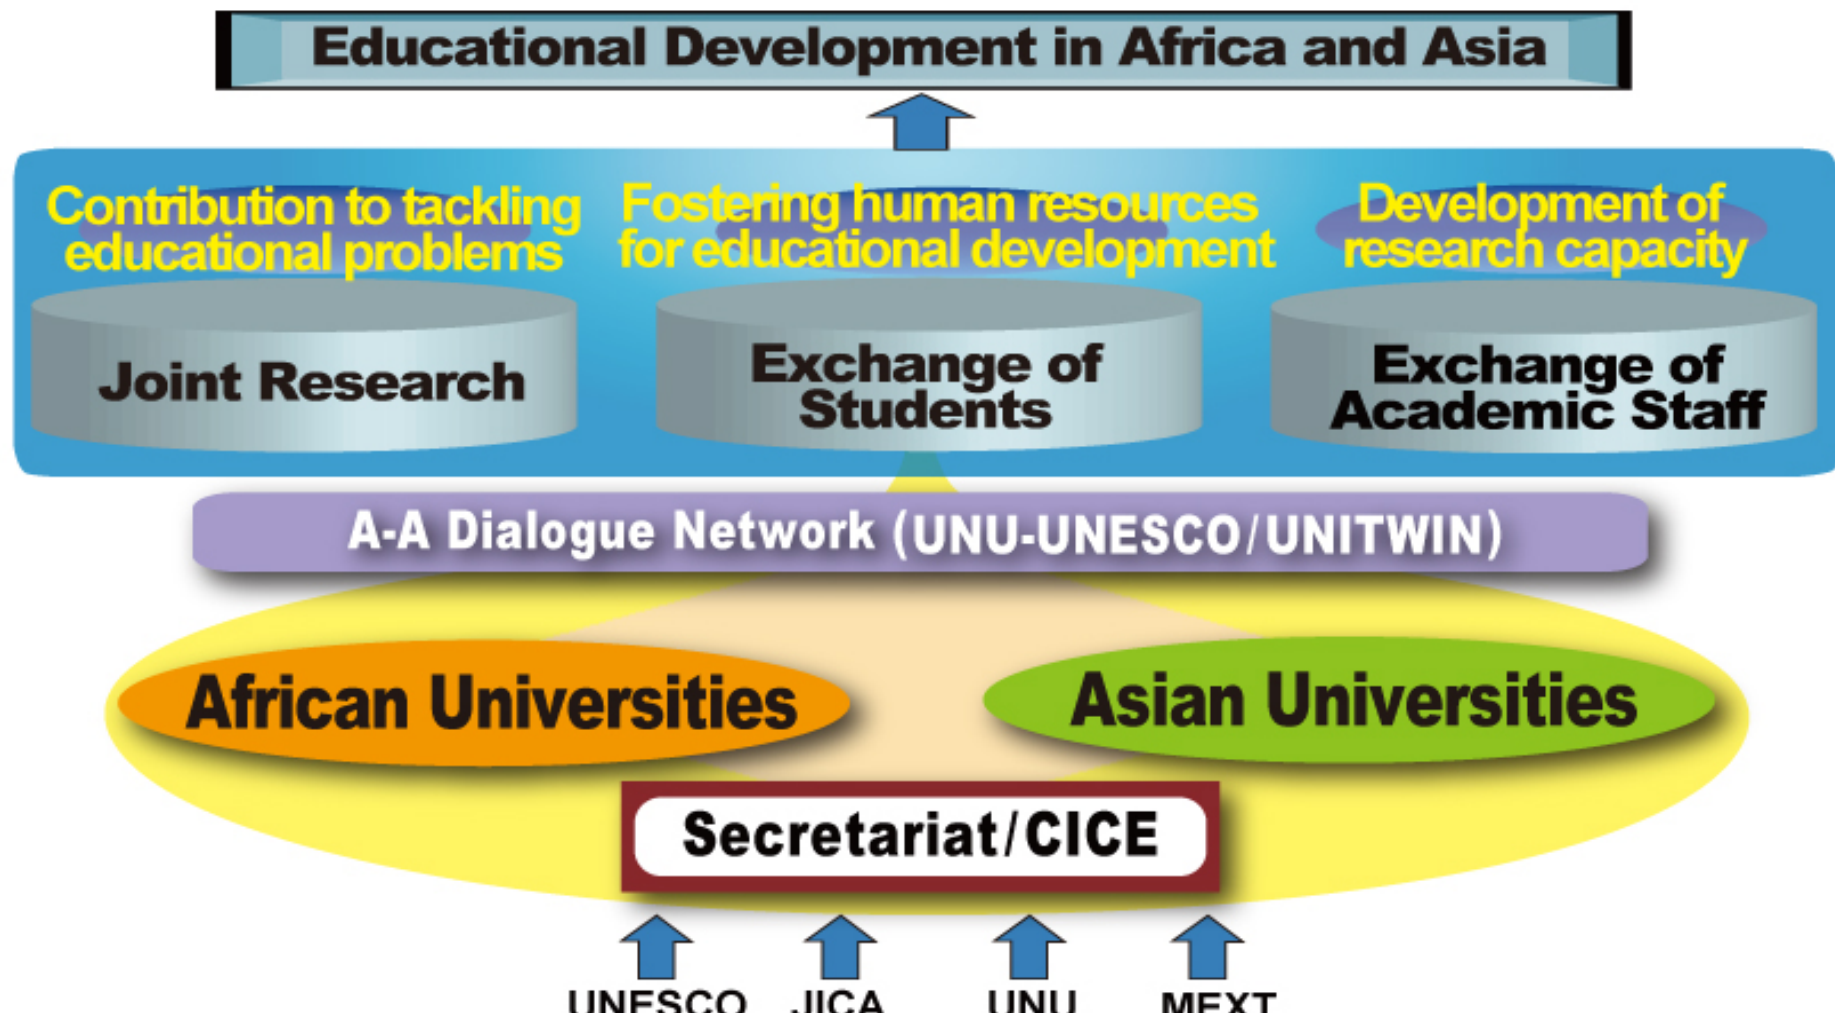 Educational Development in Africa and Asia
Contribution to tackling
educational problems
Fostering human resources
for educational development
Development of
research capacity
Joint Research
Exchange of
Students
Exchange of
Academic Staff
A-A Dialogue Network (UNU-UNESCO/UNITWIN)
African Universities
Asian Universities
Secretariat/CICE
UNESCO
JICA
UNU
MEXT